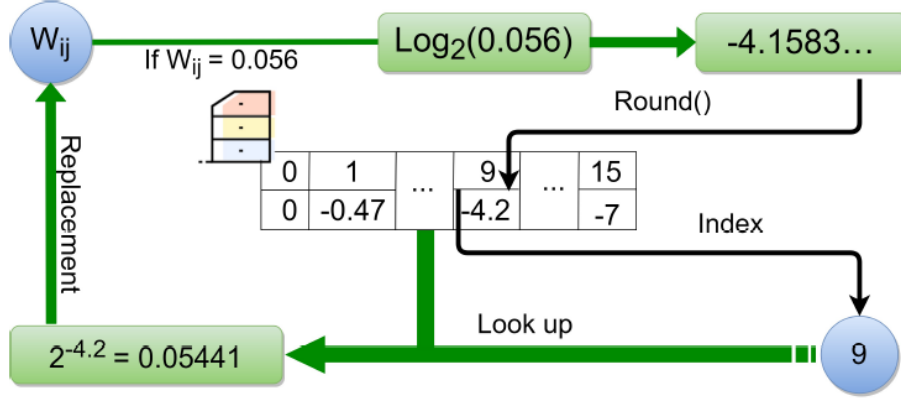 Wij
If Wij = 0.056
Log2(0.056)
-4.1583...
Round()
0 1 ... 9 ... 15
0 -0.47 -4.2 -7
Index
Replacement
Look up
2-4.2 = 0.05441
9